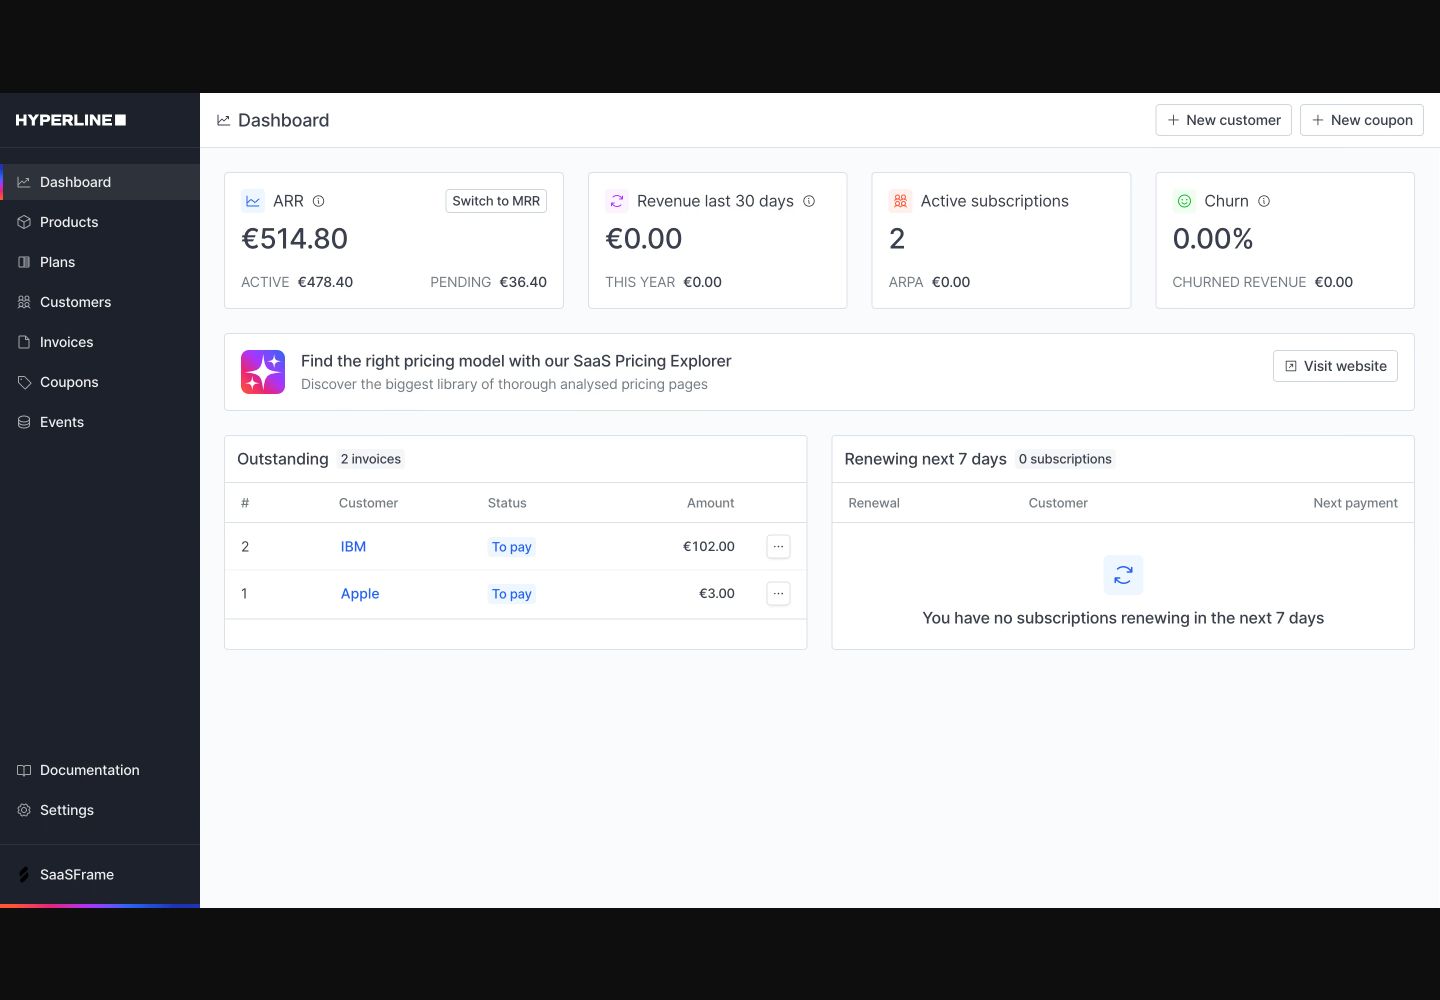 HYPERLINE
Dashboard
Products
Plans
Customers
Invoices
Coupons
Events
Documentation
Settings
SaaSFrame
Dashboard
New customer
New coupon
ARR
Switch to MRR
€514.80
ACTIVE €478.40
PENDING €36.40
Revenue last 30 days
€0.00
THIS YEAR €0.00
Active subscriptions
2
ARPA €0.00
Churn
0.00%
CHURNED REVENUE €0.00
Find the right pricing model with our SaaS Pricing Explorer
Discover the biggest library of thorough analysed pricing pages
Visit website
Outstanding 2 invoices
# Customer Status Amount
2 IBM To pay €102.00
1 Apple To pay €3.00
Renewing next 7 days 0 subscriptions
Renewal Customer Next payment
You have no subscriptions renewing in the next 7 days